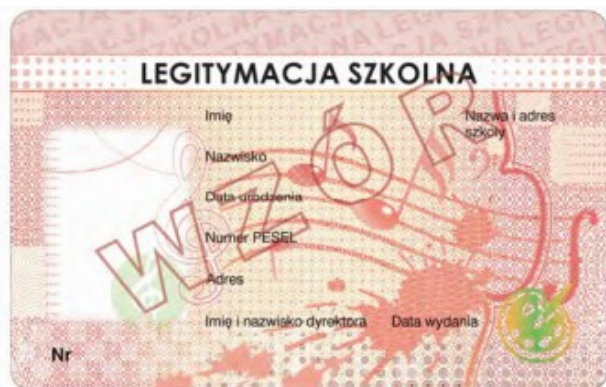 LEGITYMACJA SZKOLNA
Imię
Nazwa i adres
szkoły
Nazwisko
Data urodzenia
Numer PESEL
Adres
Imię i nazwisko dyrektora Data wydania
Nr
WZÓR